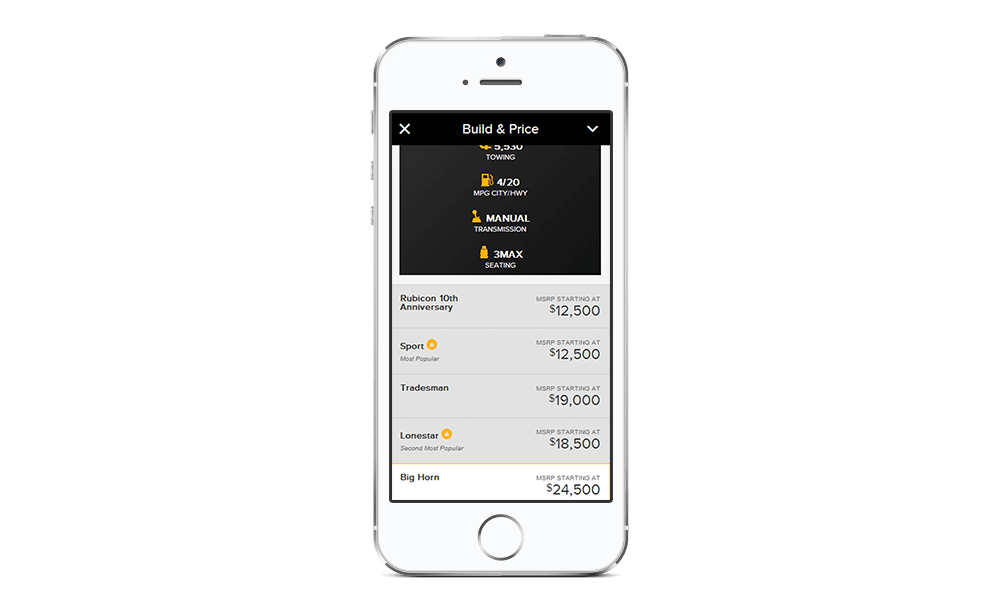 Build & Price
5,530
TOWING
4/20
MPG CITY/HWY
MANUAL
TRANSMISSION
3MAX
SEATING
Rubicon 10th
Anniversary
MSRP STARTING AT
$12,500
Sport
Most Popular
MSRP STARTING AT
$12,500
Tradesman
MSRP STARTING AT
$19,000
Lonestar
Second Most Popular
MSRP STARTING AT
$18,500
Big Horn
MSRP STARTING AT
$24,500